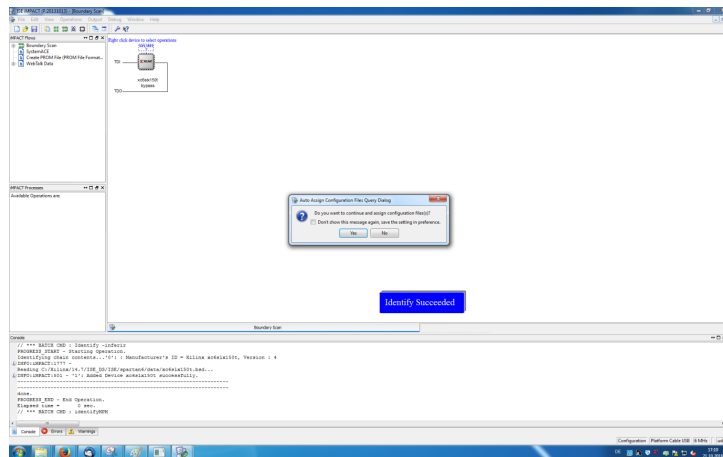 ISE iMPACT (P.20131013) - [Boundary Scan]
File Edit View Operations Output Debug Window Help
iMPACT Flows
Boundary Scan
SystemACE
Create PROM File (PROM File Format...
WebTalk Data
Right click device to select operations
TDI
xc6slx150t
bypass
TDO
iMPACT Processes
Available Operations are:
Auto Assign Configuration Files Query Dialog
Do you want to continue and assign configuration files(s)?
Don't show this message again, save the setting in preference.
Yes No
Identify Succeeded
Boundary Scan
Console
// *** BATCH CMD : Identify -inferir
PROGRESS_START - Starting Operation.
Identifying chain contents...'0': : Manufacturer's ID = Xilinx xc6slx150t, Version : 4
INFO:iMPACT:1777 -
Reading C:/Xilinx/14.7/ISE_DS/ISE/spartan6/data/xc6slx150t.bsd...
INFO:iMPACT:501 - '1': Added Device xc6slx150t successfully.
----------------------------------------------------------------------
----------------------------------------------------------------------
done.
PROGRESS_END - End Operation.
Elapsed time = 0 sec.
// *** BATCH CMD : identifyMPM
Console Errors Warnings
Configuration Platform Cable USB 6 MHz
DE
17:59